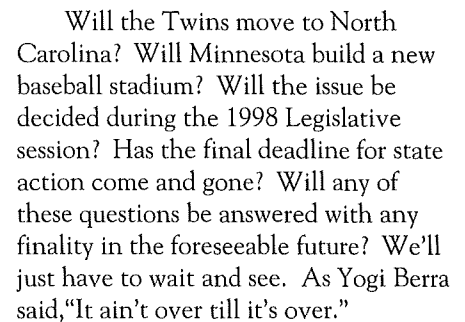 Will the Twins move to North
Carolina? Will Minnesota build a new
baseball stadium? Will the issue be
decided during the 1998 Legislative
session? Has the final deadline for state
action come and gone? Will any of
these questions be answered with any
finality in the foreseeable future? We'll
just have to wait and see. As Yogi Berra
said,“It ain't over till it's over.”